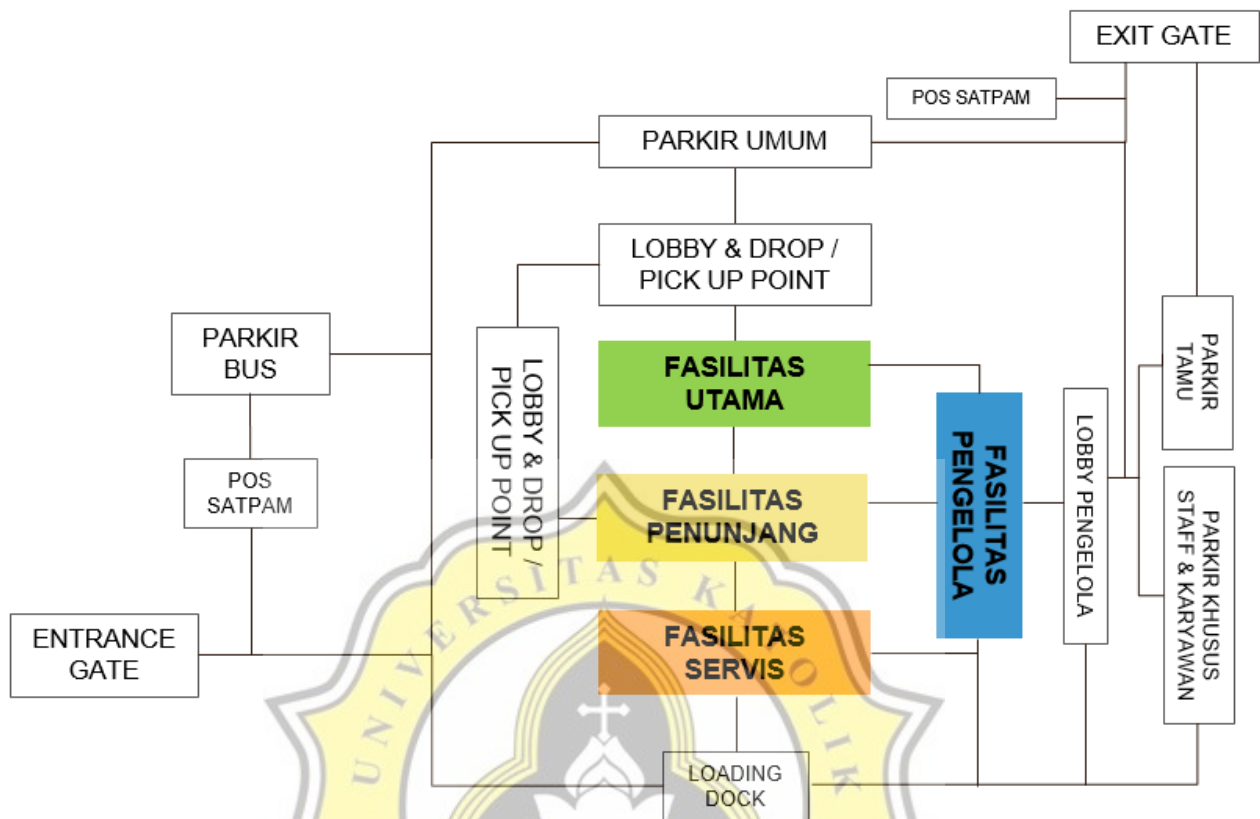 EXIT GATE
POS SATPAM
PARKIR UMUM
LOBBY & DROP /
PICK UP POINT
PARKIR
BUS
LOBBY & DROP /
PICK UP POINT
FASILITAS
UTAMA
FASILITAS
PENGELOLA
LOBBY PENGELOLA
PARKIR
TAMU
POS
SATPAM
FASILITAS
PENUNJANG
PARKIR KHUSUS
STAFF & KARYAWAN
ENTRANCE
GATE
FASILITAS
SERVIS
LOADING
DOCK
UNIVERSITAS KATOLIK